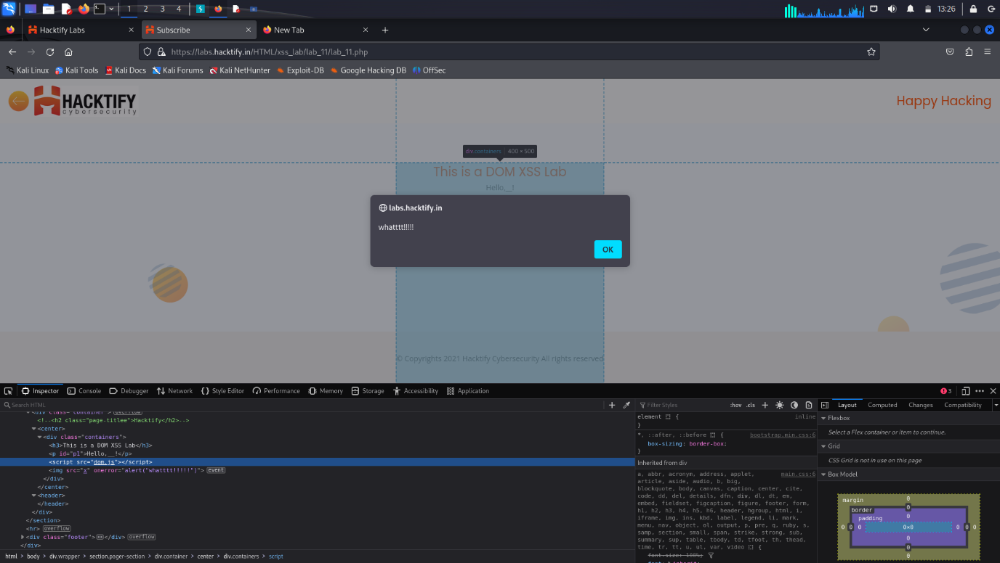 1 2 3 4 13:26
Hacktify Labs Subscribe New Tab
https://labs.hacktify.in/HTML/xss_lab/lab_11/lab_11.php
Kali Linux Kali Tools Kali Docs Kali Forums Kali NetHunter Exploit-DB Google Hacking DB OffSec
HACKTIFY
cybersecurity
Happy Hacking
div.containers 400 × 500
This is a DOM XSS Lab
Hello,__!
labs.hacktify.in
whatttt!!!!!
OK
© Copyrights 2021 Hacktify Cybersecurity All rights reserved
Inspector Console Debugger Network Style Editor Performance Memory Storage Accessibility Application 3
Search HTML
<div class="container"> overflow
<!--<h2 class="page-titlee">Hacktify</h2>-->
<center>
<div class="containers">
<h3>This is a DOM XSS Lab</h3>
<p id="p1">Hello,__!</p>
<script src="dom.js"></script>
<img src="x" onerror="alert("whatttt!!!!!")"> event
</div>
</center>
<header>
</header>
</div>
</section>
<hr> overflow
<div class="footer"></div> overflow
</div>
html body div.wrapper section.pager-section div.container center div.containers script
Filter Styles :hov .cls
element { inline
}
*, ::after, ::before { bootstrap.min.css:6
box-sizing: border-box;
}
Inherited from div
a, abbr, acronym, address, applet, main.css:6
article, aside, audio, b, big,
blockquote, body, canvas, caption, center, cite,
code, dd, del, details, dfn, div, dl, dt, em,
embed, fieldset, figcaption, figure, footer, form,
h1, h2, h3, h4, h5, h6, header, hgroup, html, i,
iframe, img, ins, kbd, label, legend, li, mark,
menu, nav, object, ol, output, p, pre, q, ruby, s,
samp, section, small, span, strike, strong, sub,
summary, sup, table, tbody, td, tfoot, th, thead,
time, tr, tt, u, ul, var, video {
font-size: 100%;
font: inherit;
Layout Computed Changes Compatibility
Flexbox
Select a Flex container or item to continue.
Grid
CSS Grid is not in use on this page
Box Model
margin 0
border 0
padding 0
0 0 0 0×0 0 0 0
0
0
0